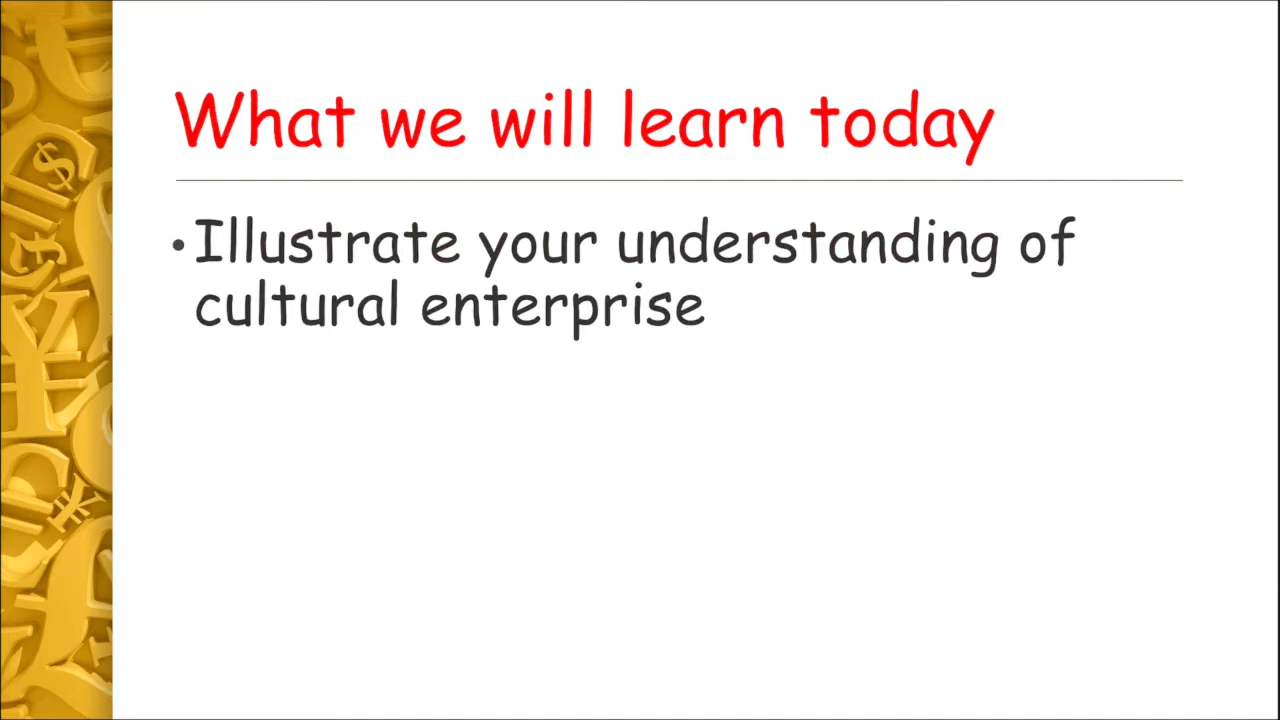 What we will learn today
• Illustrate your understanding of
cultural enterprise